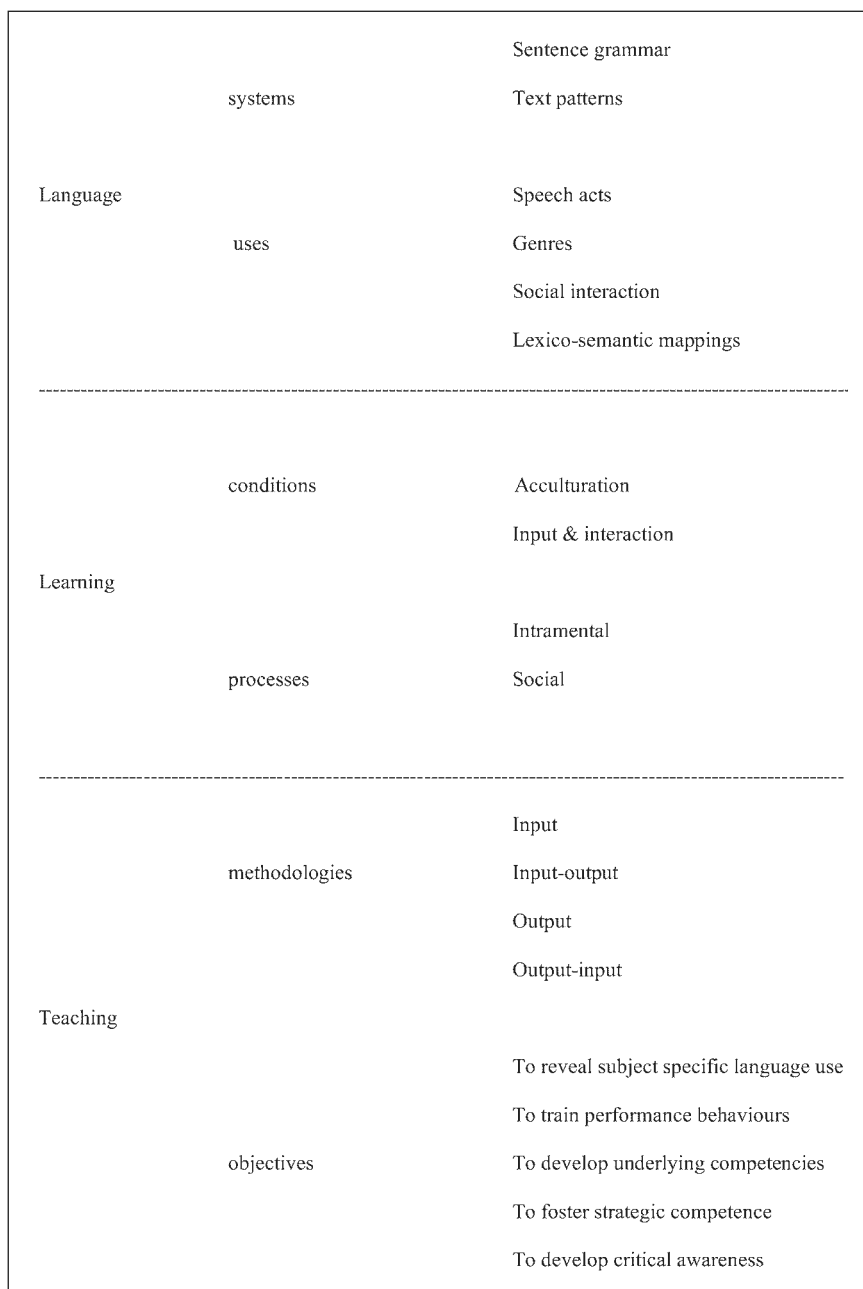 Sentence grammar
systems Text patterns
Language Speech acts
uses Genres
Social interaction
Lexico-semantic mappings
conditions Acculturation
Input & interaction
Learning
Intramental
processes Social
Input
methodologies Input-output
Output
Output-input
Teaching
To reveal subject specific language use
To train performance behaviours
objectives To develop underlying competencies
To foster strategic competence
To develop critical awareness